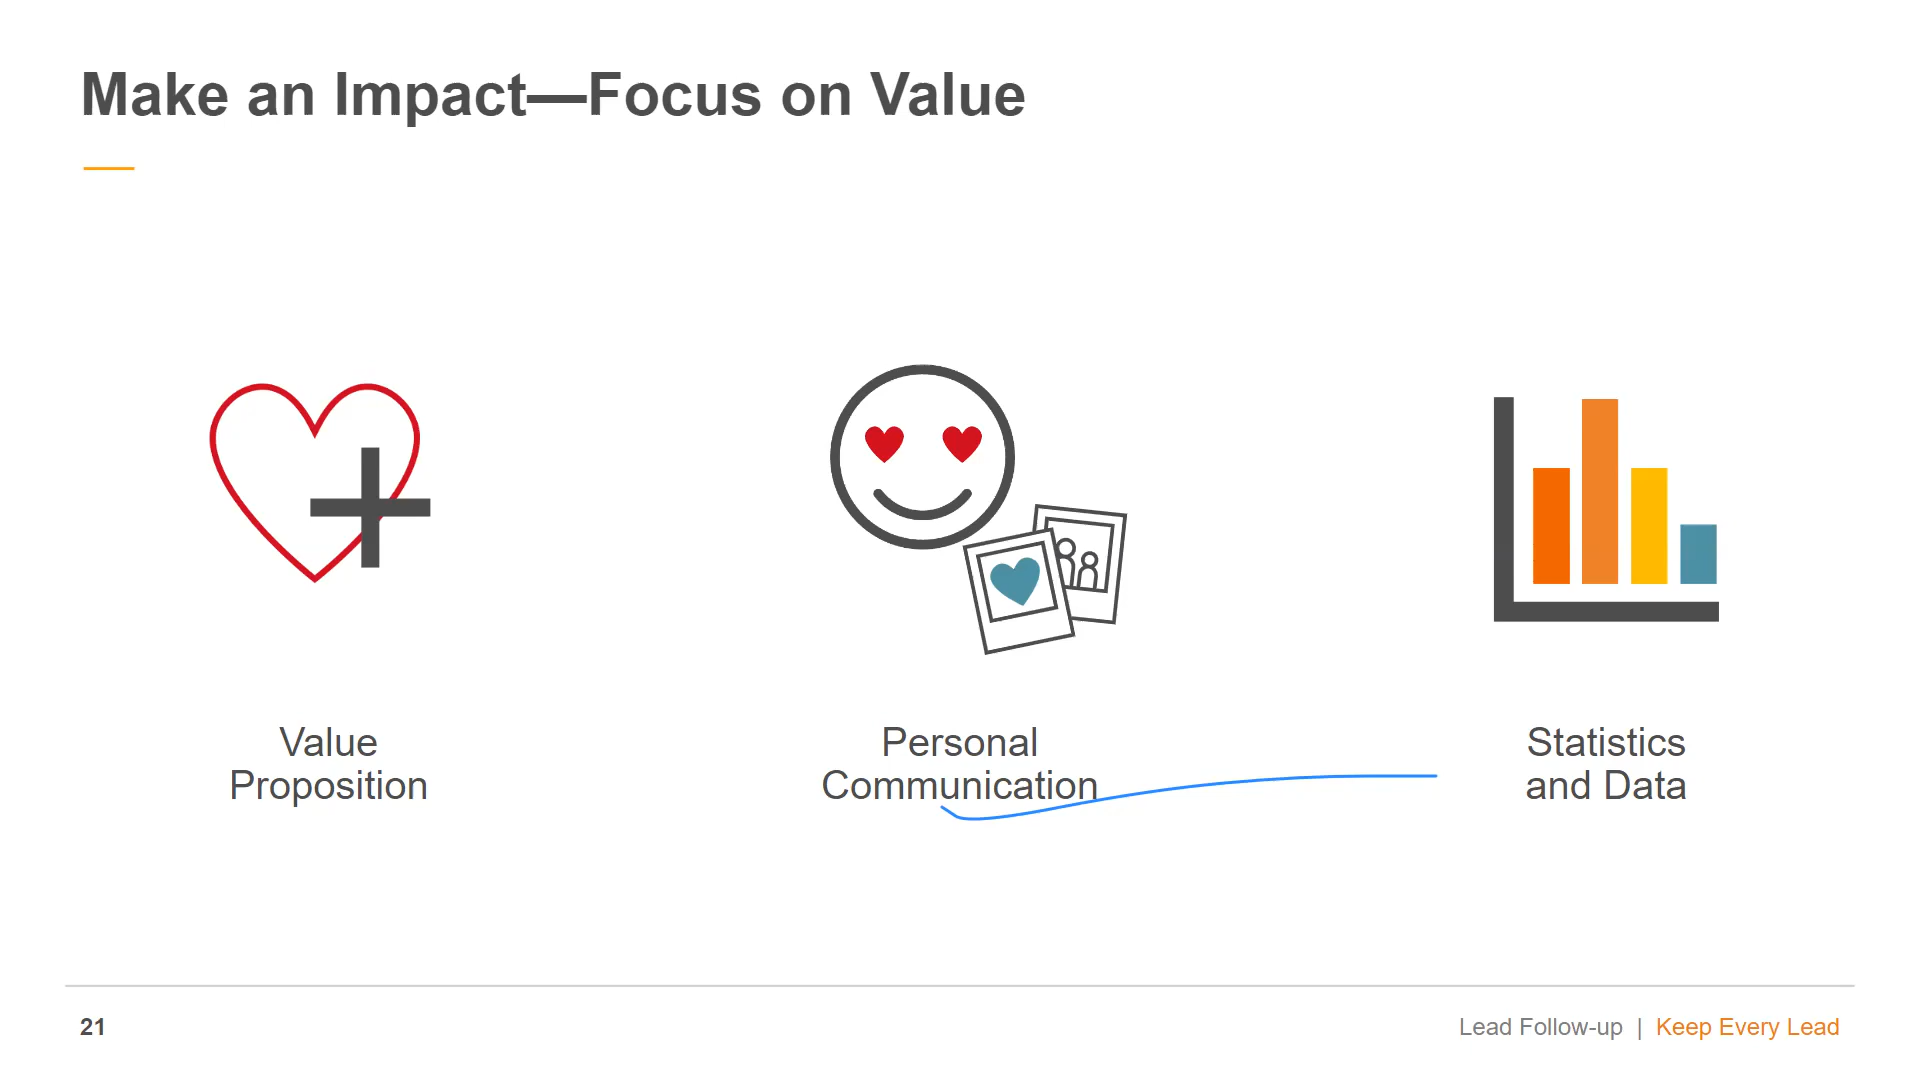 Make an Impact—Focus on Value
Value
Proposition
Personal
Communication
Statistics
and Data
21
Lead Follow-up | Keep Every Lead